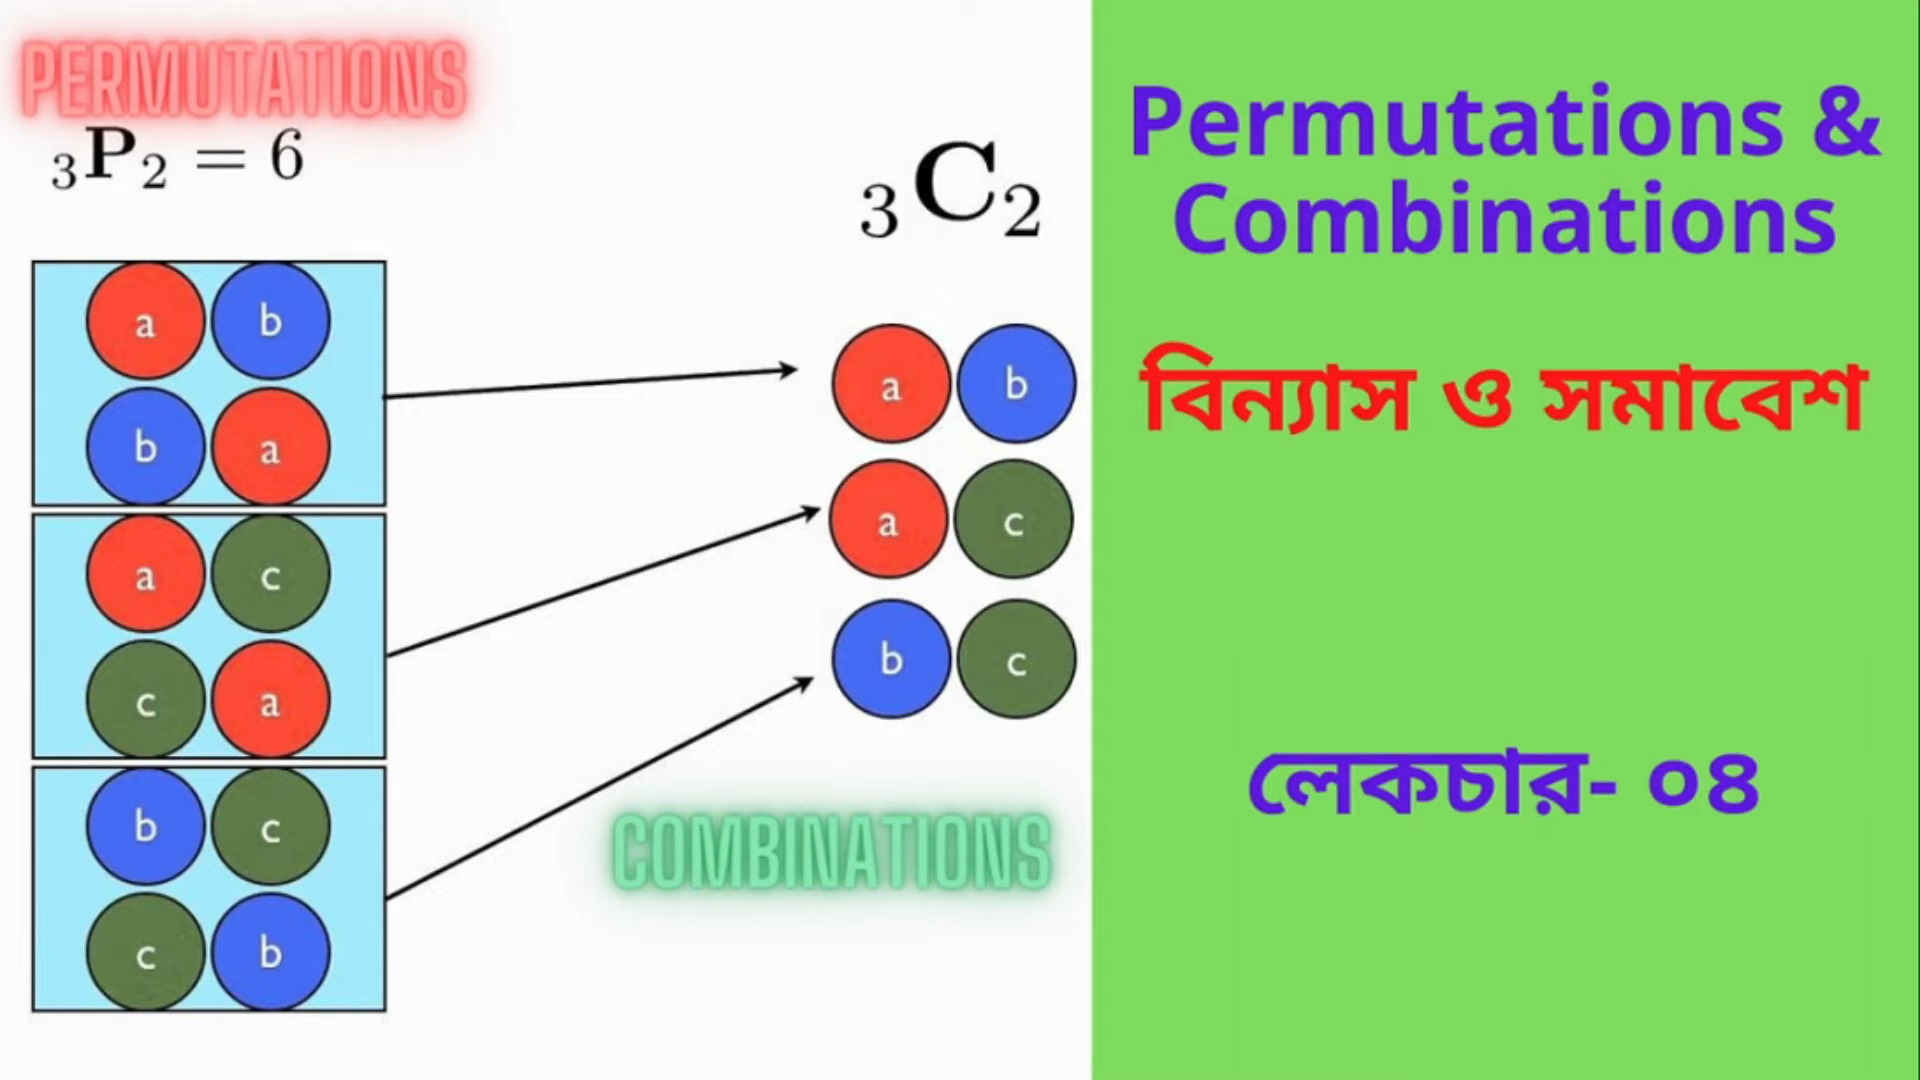 PERMUTATIONS
₃P₂ = 6
a b
b a
a c
c a
b c
c b
₃C₂
a b
a c
b c
COMBINATIONS
Permutations &
Combinations
বিন্যাস ও সমাবেশ
লেকচার- ০৪